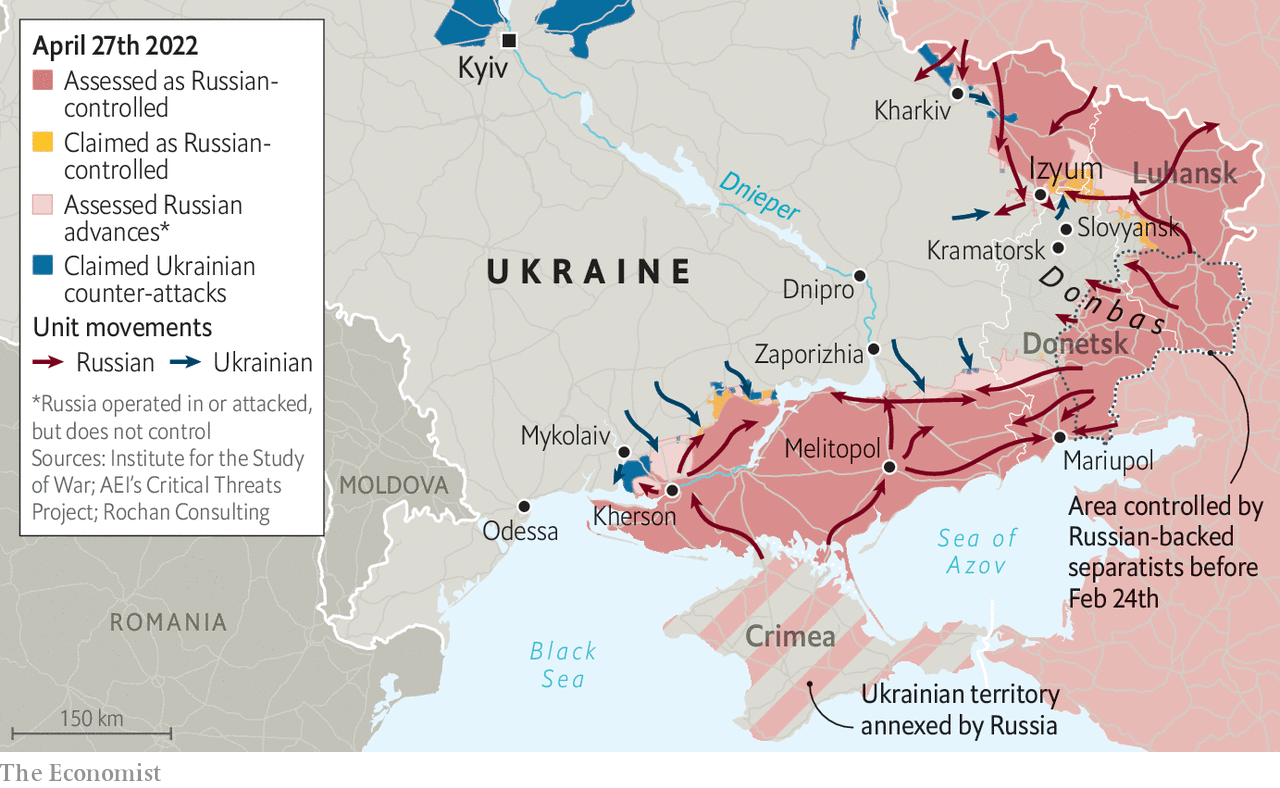 April 27th 2022
Assessed as Russian-
controlled
Claimed as Russian-
controlled
Assessed Russian
advances*
Claimed Ukrainian
counter-attacks
Unit movements
Russian
Ukrainian
*Russia operated in or attacked,
but does not control
Sources: Institute for the Study
of War; AEI's Critical Threats
Project; Rochan Consulting
Kyiv
Kharkiv
Dnieper
Izyum
Luhansk
Slovyansk
Kramatorsk
UKRAINE
Dnipro
Donbas
Zaporizhia
Donetsk
Mykolaiv
Melitopol
Mariupol
MOLDOVA
Odessa
Kherson
Sea of
Azov
Area controlled by
Russian-backed
separatists before
Feb 24th
ROMANIA
Black
Sea
Crimea
Ukrainian territory
annexed by Russia
150 km
The Economist